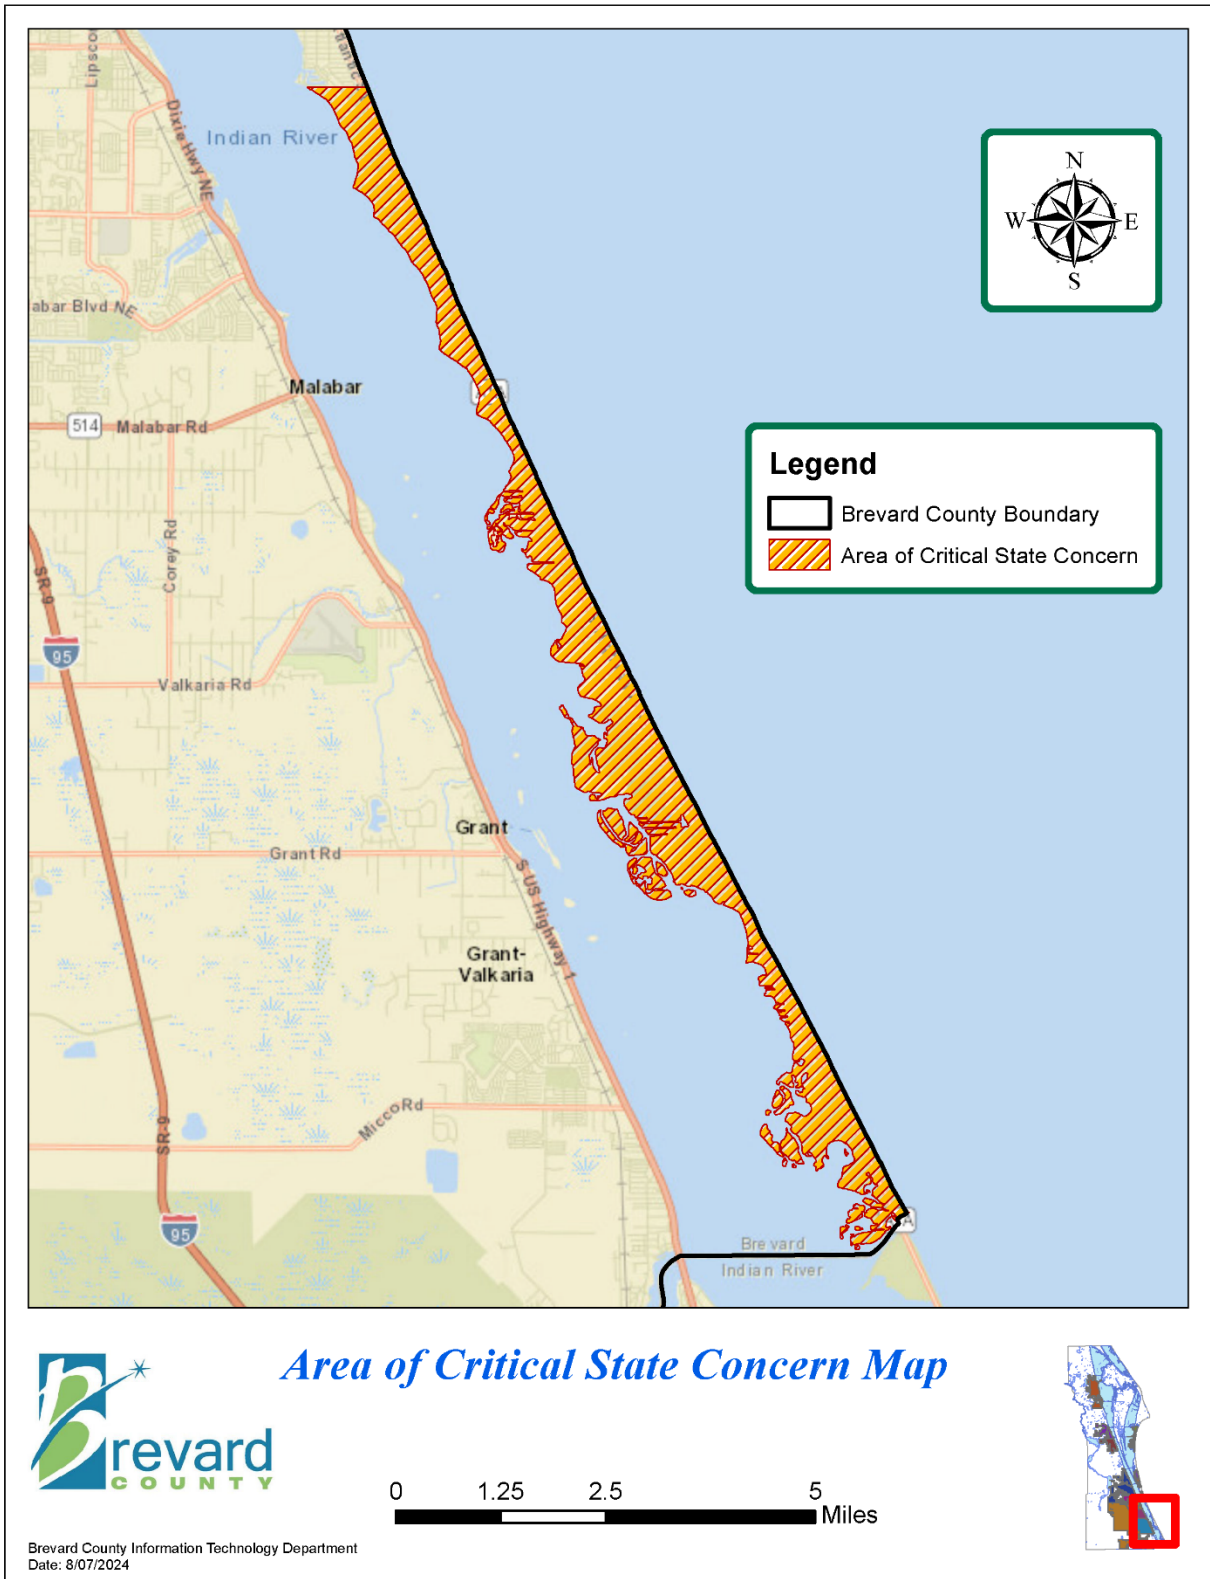 Lipsco
Atlantic
Dixie Hwy NE
Indian River
N
W
E
S
abar Blvd NE
Malabar
514
Malabar Rd
Corey Rd
Legend
Brevard County Boundary
Area of Critical State Concern
SR-9
95
Valkaria Rd
Grant
Grant Rd
S US Highway 1
Grant-
Valkaria
Micco Rd
SR-9
95
Brevard
Indian River
Area of Critical State Concern Map
Brevard
COUNTY
0 1.25 2.5 5
Miles
Brevard County Information Technology Department
Date: 8/07/2024